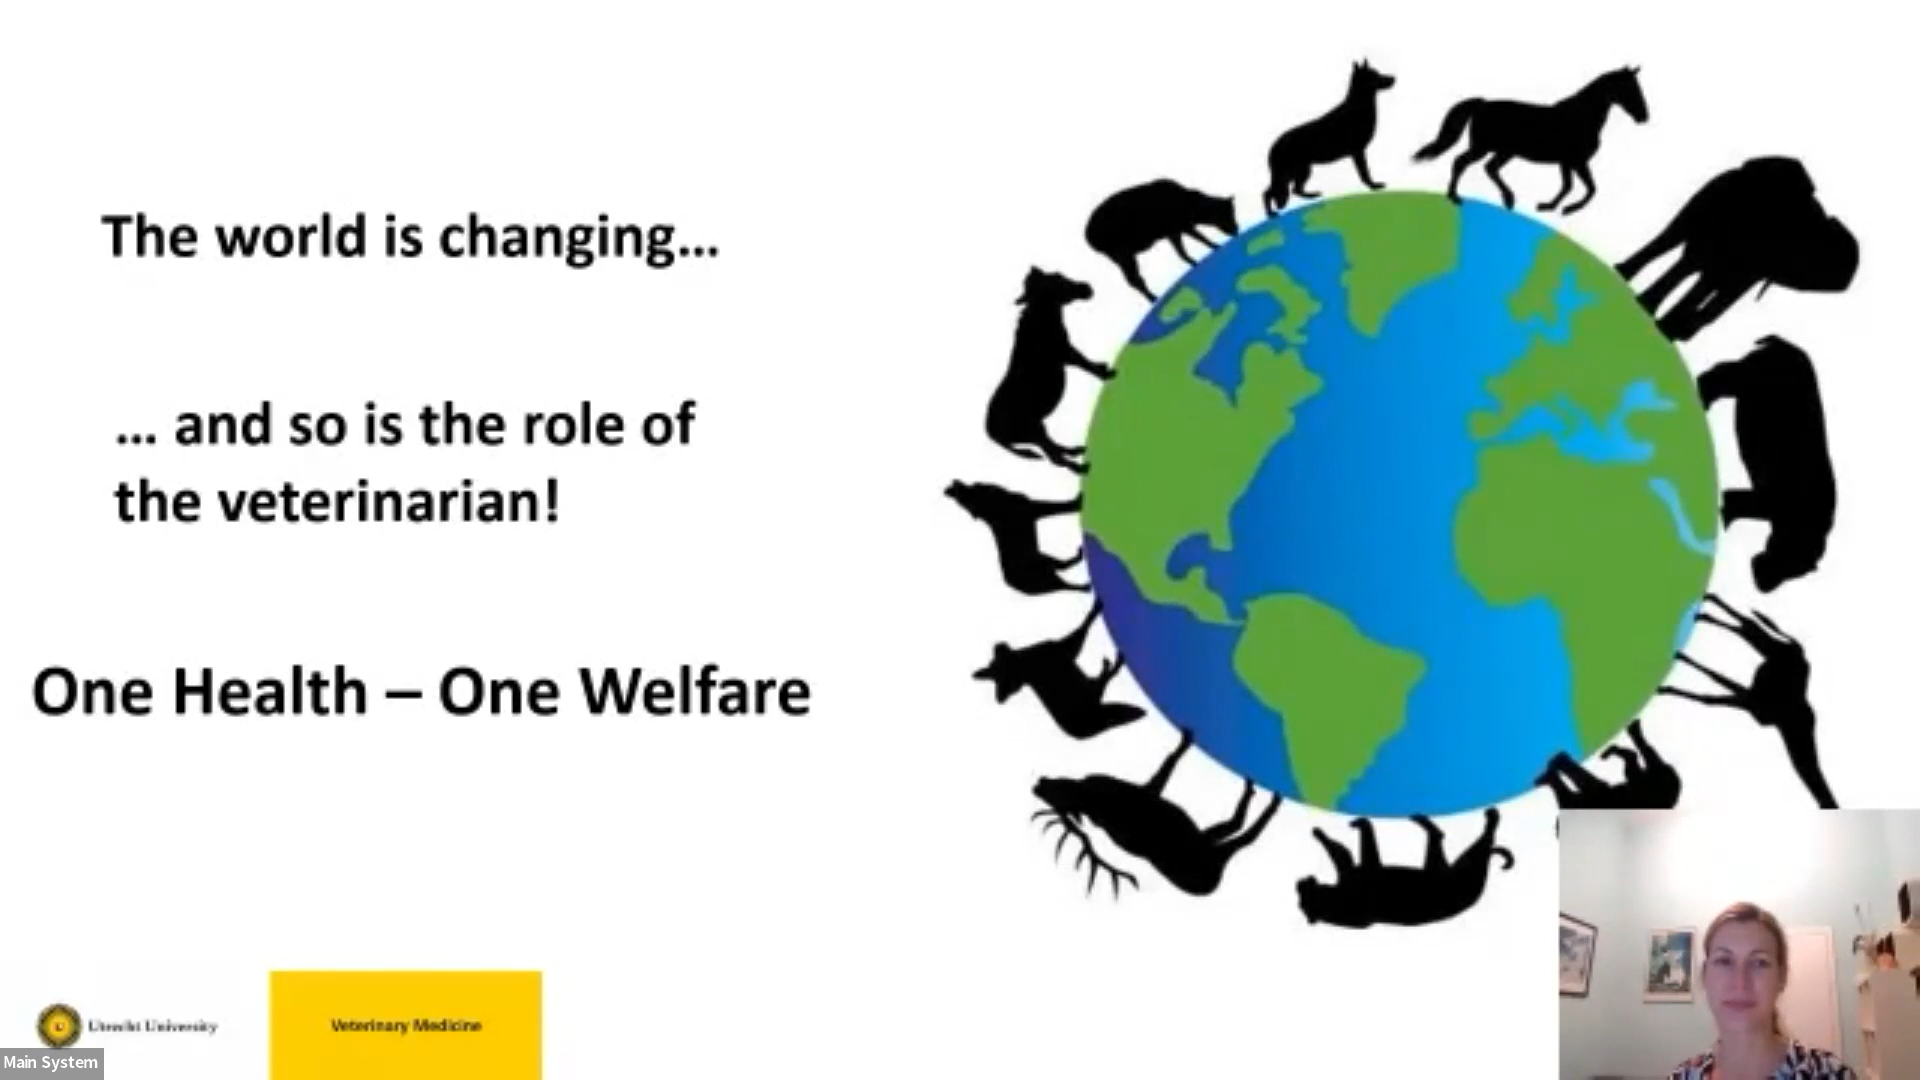 The world is changing...
... and so is the role of
the veterinarian!
One Health – One Welfare
Utrecht University
Veterinary Medicine
Main System